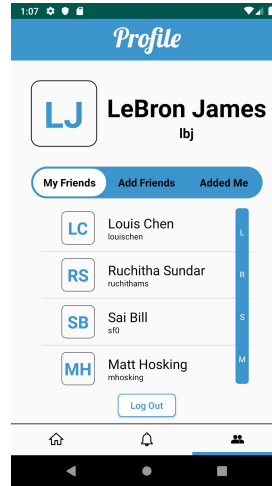 1:07
Profile
LJ
LeBron James
lbj
My Friends Add Friends Added Me
LC
Louis Chen
louischen
L
RS
Ruchitha Sundar
ruchithams
R
SB
Sai Bill
sf0
S
MH
Matt Hosking
mhosking
M
Log Out